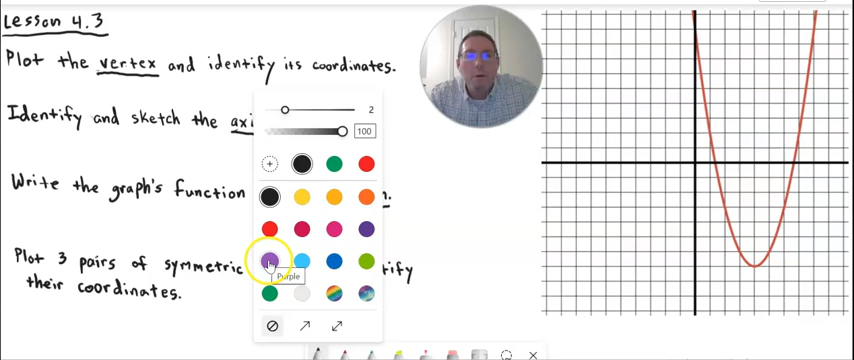 Lesson 4.3
Plot the vertex and identify its coordinates.
2
Identify and sketch the axi
100
Write the graph's function
Plot 3 pairs of symmetric tify
Purple
their coordinates.